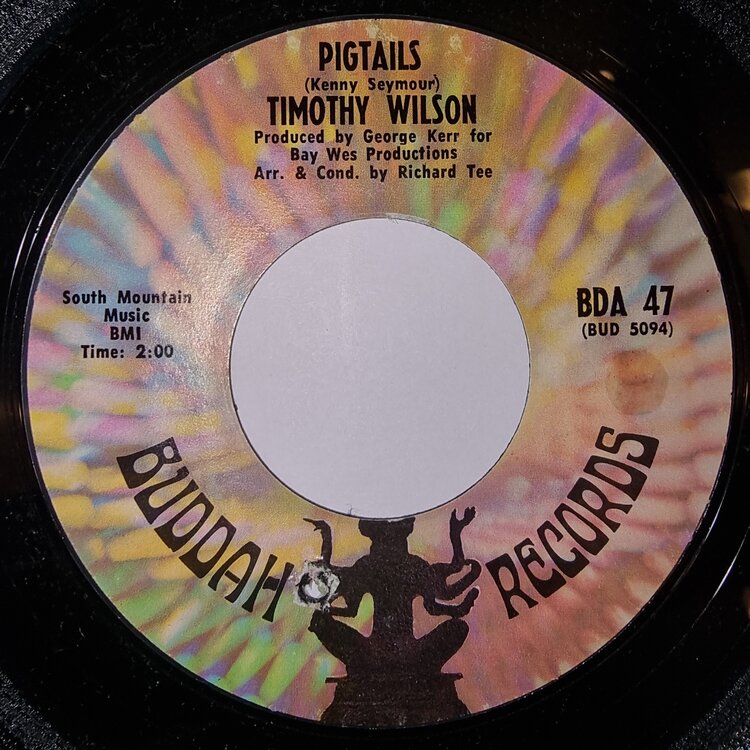 PIGTAILS
(Kenny Seymour)
TIMOTHY WILSON
Produced by George Kerr for
Bay Wes Productions
Arr. & Cond. by Richard Tee
South Mountain
Music
BMI
Time: 2:00
BDA 47
(BUD 5094)
BUDDAH RECORDS